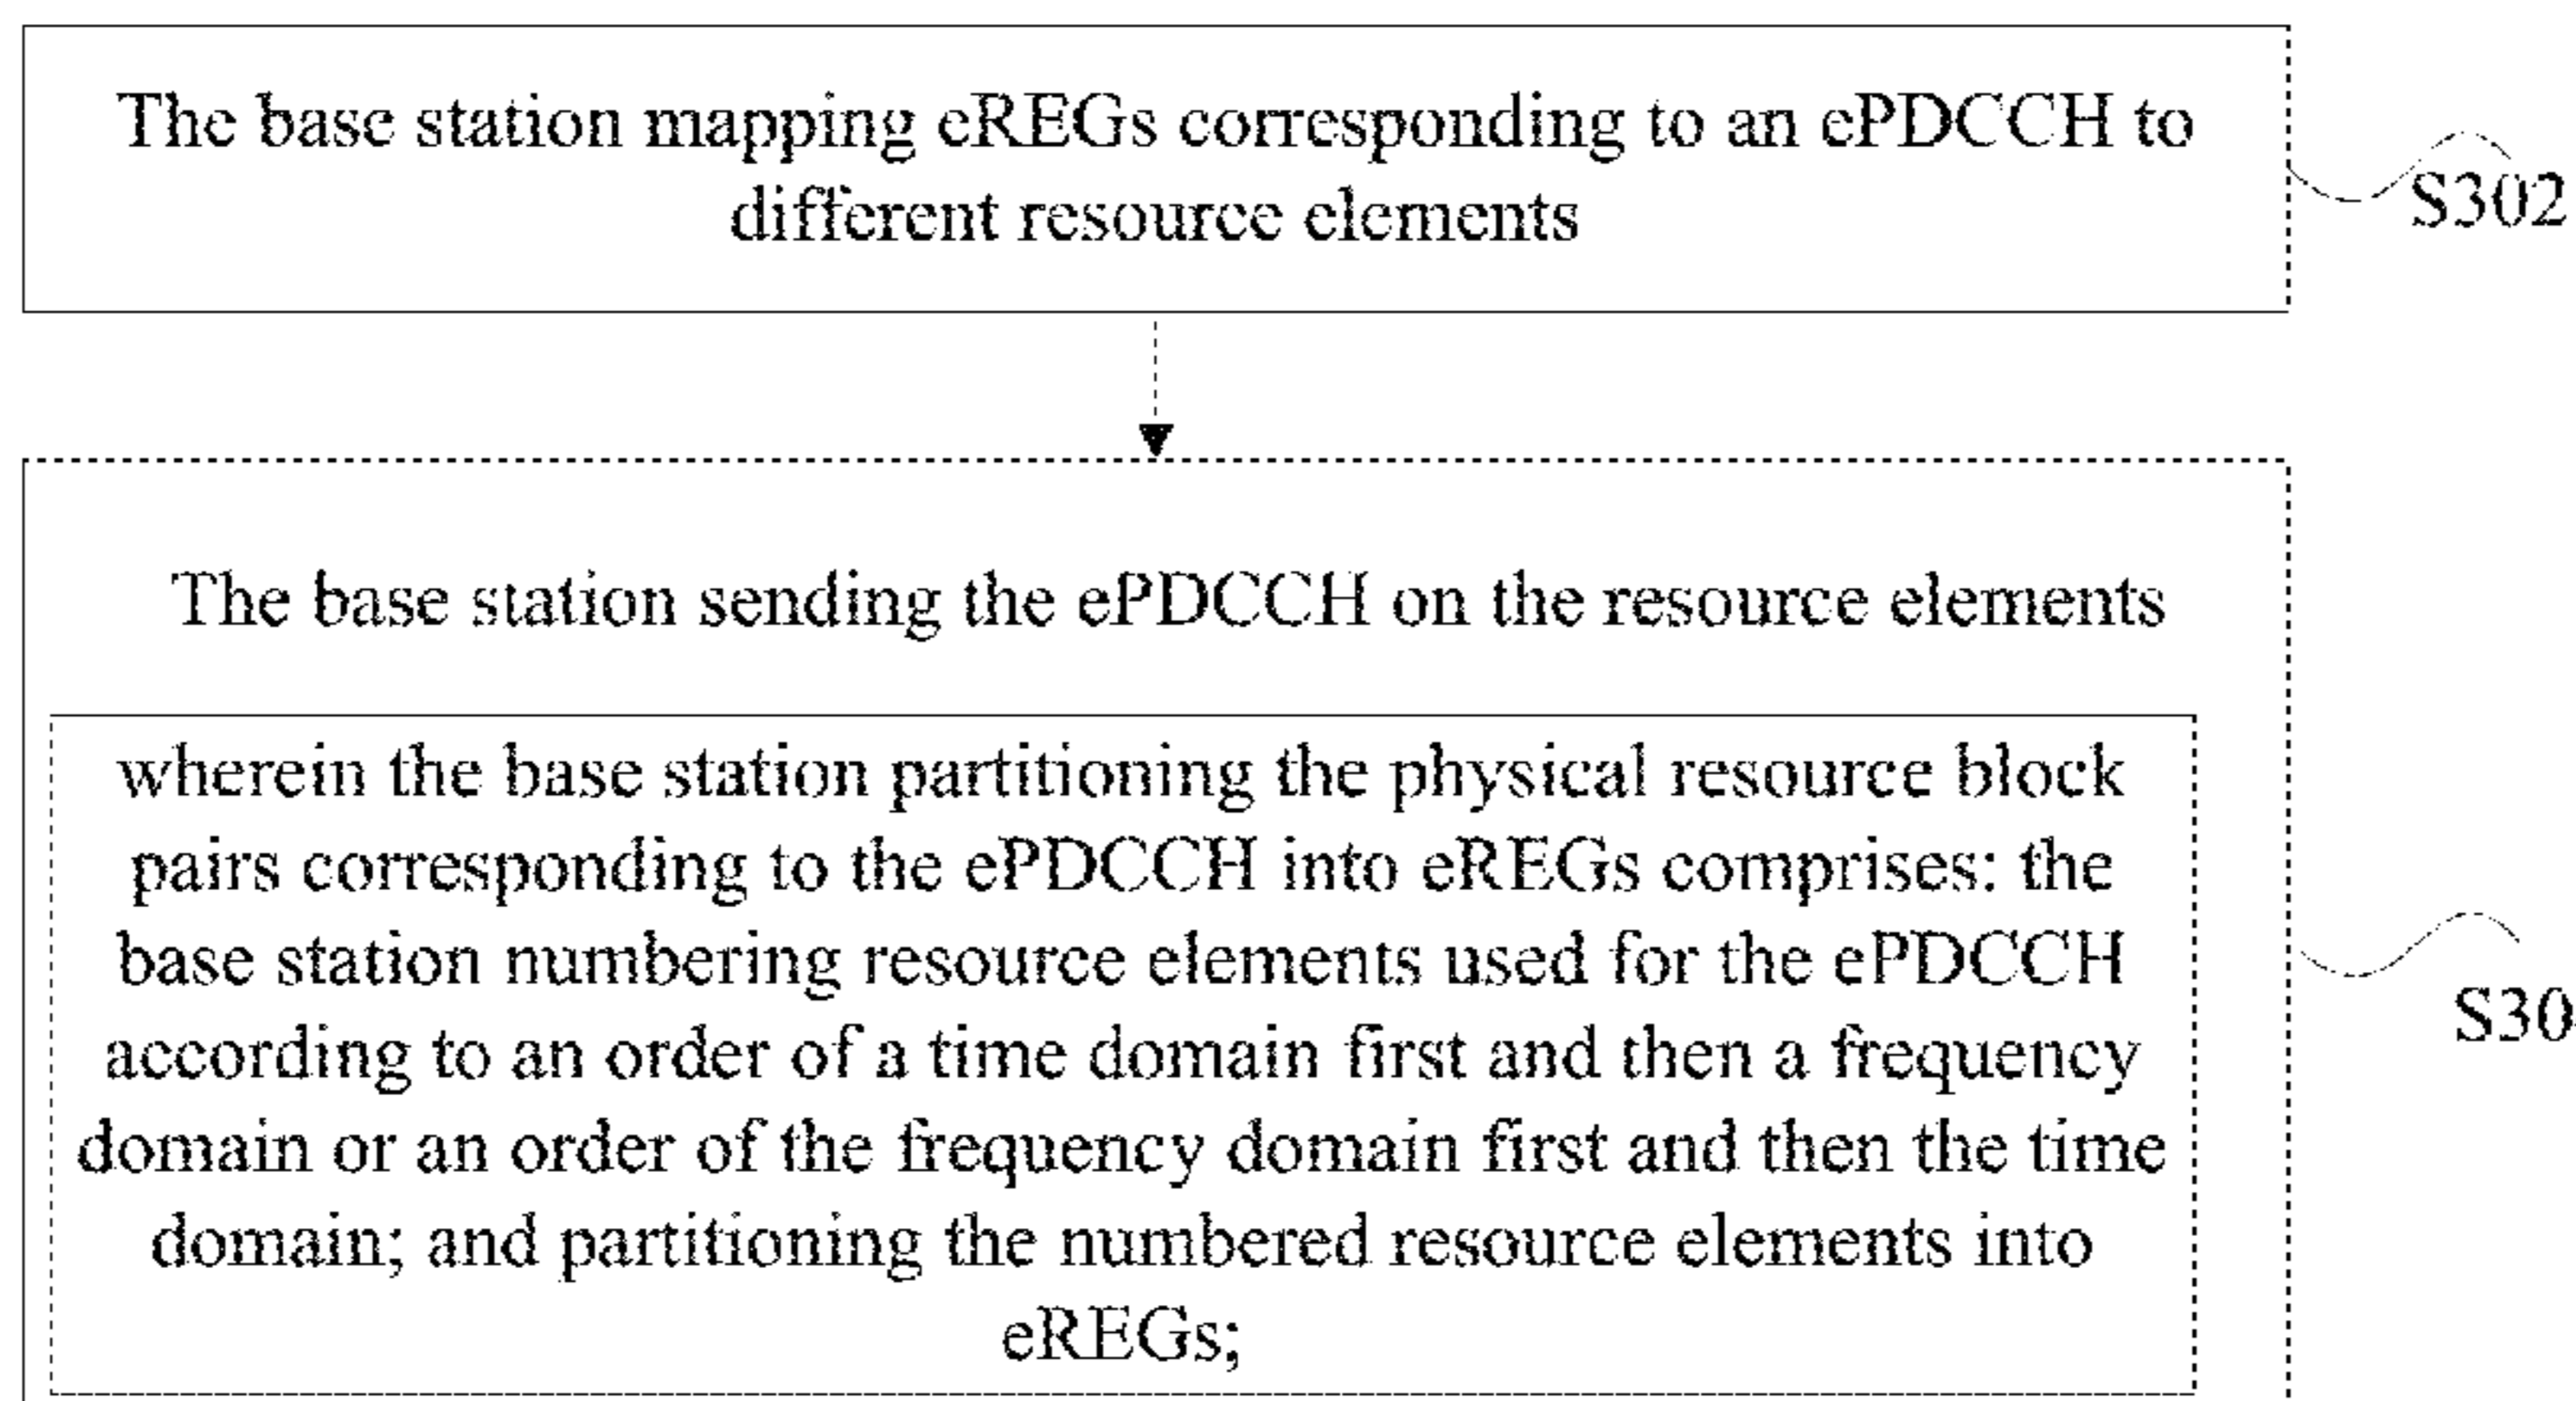 The base station mapping eREGs corresponding to an ePDCCH to
different resource elements
S302
The base station sending the ePDCCH on the resource elements
wherein the base station partitioning the physical resource block
pairs corresponding to the ePDCCH into eREGs comprises: the
base station numbering resource elements used for the ePDCCH
according to an order of a time domain first and then a frequency
domain or an order of the frequency domain first and then the time
domain; and partitioning the numbered resource elements into
eREGs;
S30